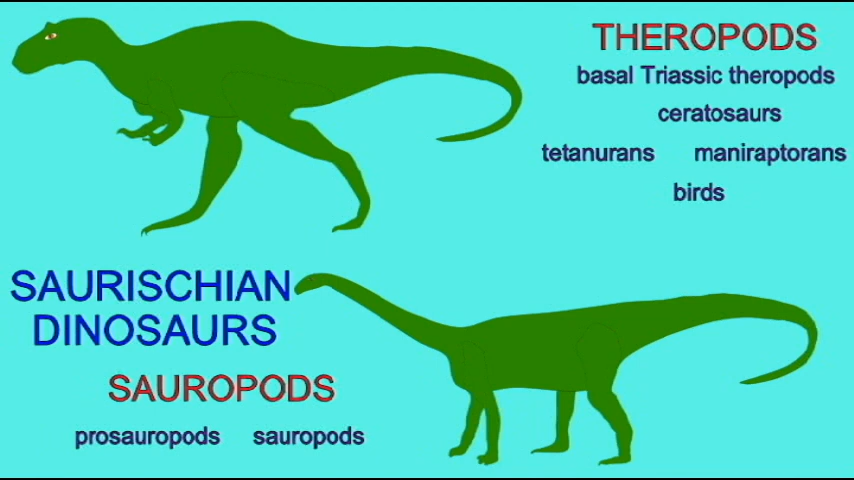 THEROPODS
basal Triassic theropods
ceratosaurs
tetanurans maniraptorans
birds
SAURISCHIAN
DINOSAURS
SAUROPODS
prosauropods sauropods